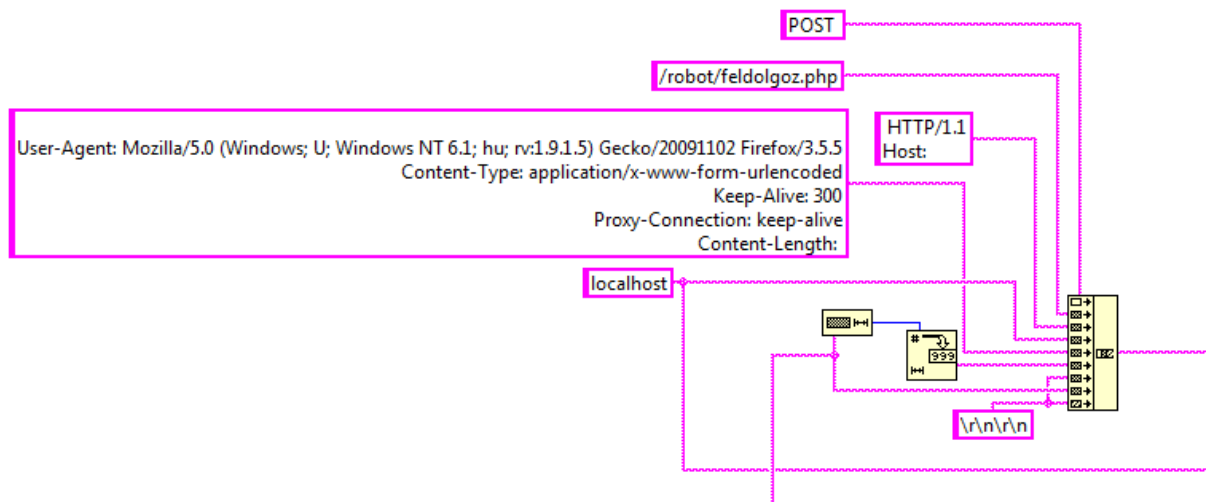 POST
/robot/feldolgoz.php
HTTP/1.1
Host:
User-Agent: Mozilla/5.0 (Windows; U; Windows NT 6.1; hu; rv:1.9.1.5) Gecko/20091102 Firefox/3.5.5
Content-Type: application/x-www-form-urlencoded
Keep-Alive: 300
Proxy-Connection: keep-alive
Content-Length:
localhost
#
999
\r\n\r\n